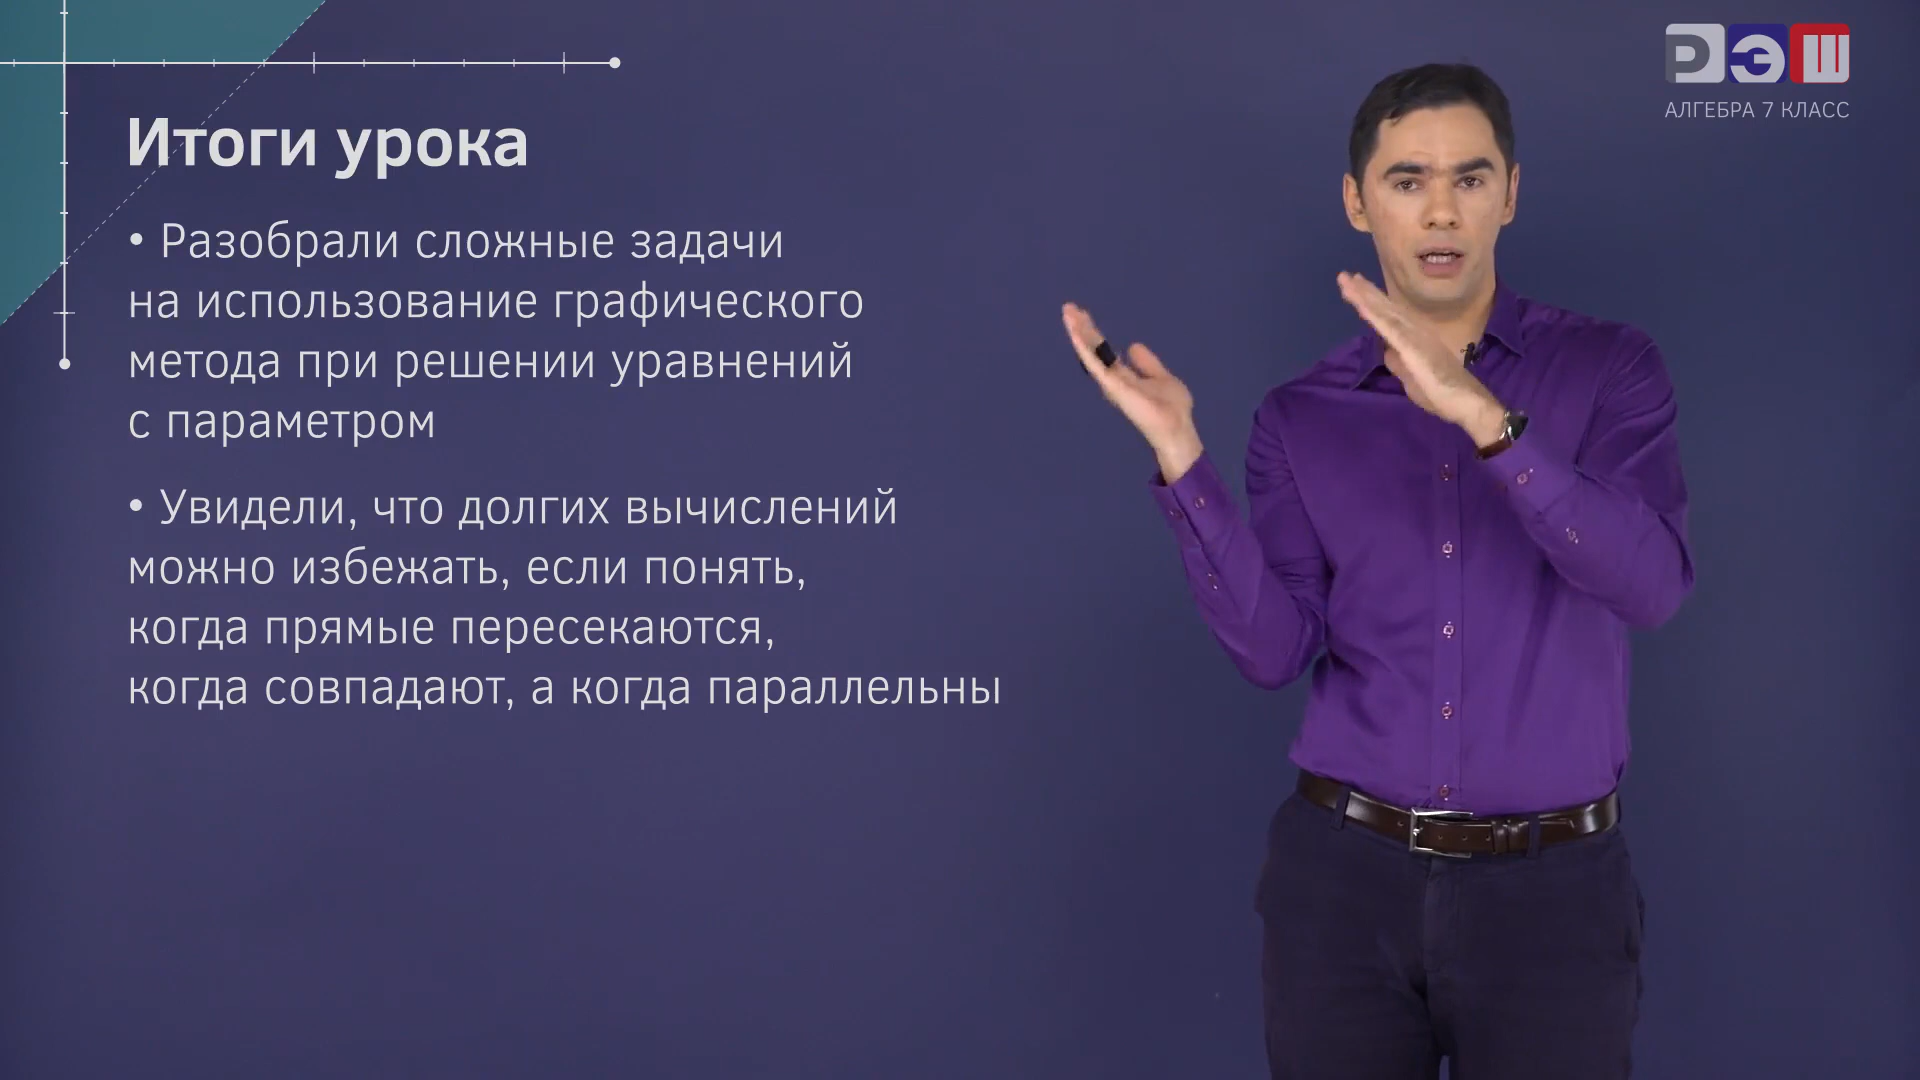 РЭШ
АЛГЕБРА 7 КЛАСС
Итоги урока
• Разобрали сложные задачи
на использование графического
метода при решении уравнений
с параметром
• Увидели, что долгих вычислений
можно избежать, если понять,
когда прямые пересекаются,
когда совпадают, а когда параллельны